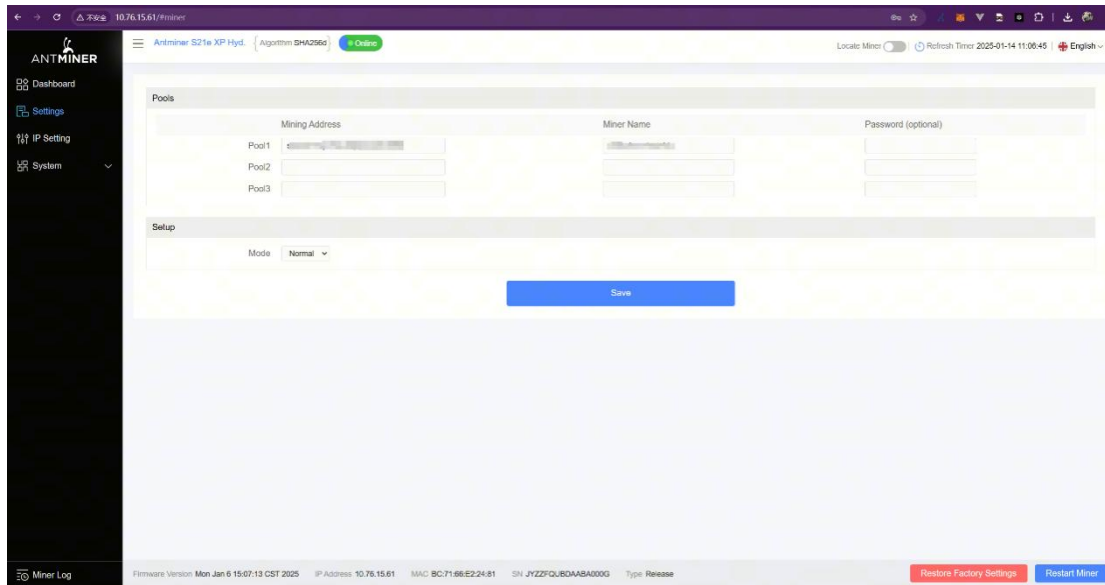 不安全 10.76.15.61/#miner
ANTMINER
Antminer S21e XP Hyd. Algorithm SHA256d Online
Locate Miner Refresh Timer 2025-01-14 11:06:45 English
Dashboard
Settings
IP Setting
System
Pools
Mining Address Miner Name Password (optional)
Pool1
Pool2
Pool3
Setup
Mode Normal
Save
Miner Log
Firmware Version Mon Jan 6 15:07:13 CST 2025 IP Address 10.76.15.61 MAC BC:71:66:E2:24:81 SN JYZZFQUBDAABA000G Type Release
Restore Factory Settings
Restart Miner